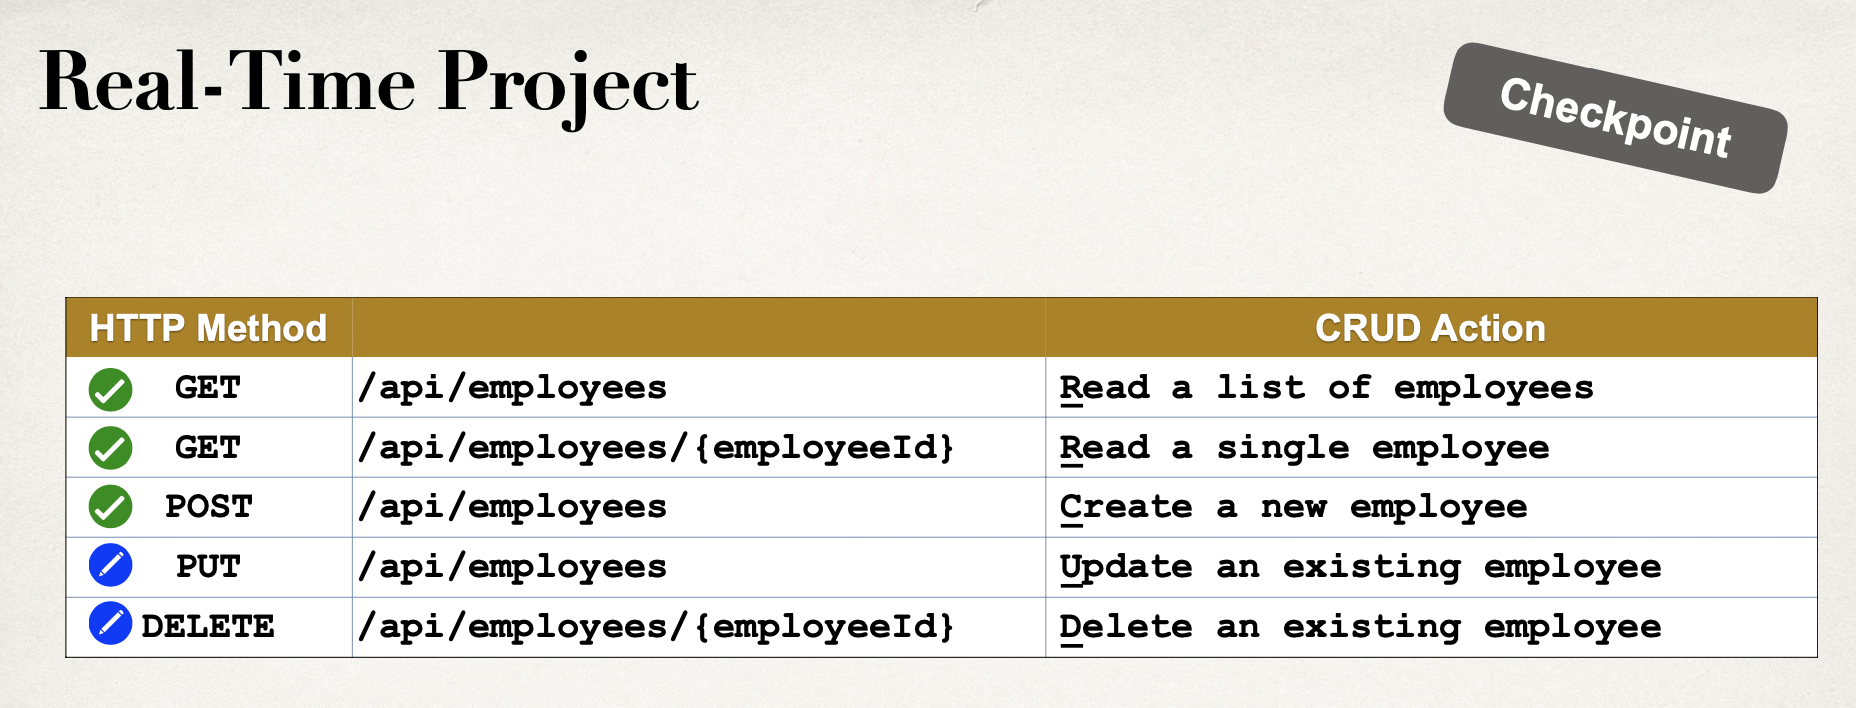 Real-Time Project
Checkpoint
HTTP Method CRUD Action
GET /api/employees Read a list of employees
GET /api/employees/{employeeId} Read a single employee
POST /api/employees Create a new employee
PUT /api/employees Update an existing employee
DELETE /api/employees/{employeeId} Delete an existing employee